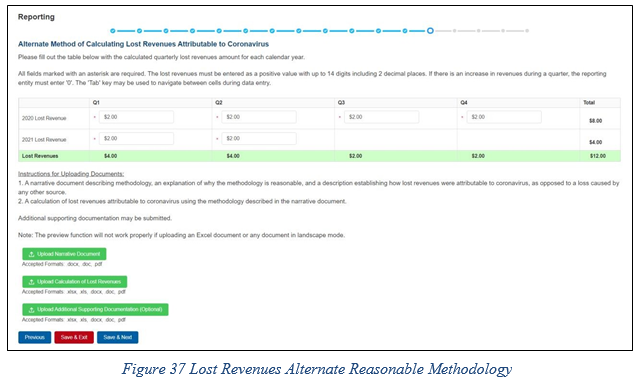 Reporting
Alternate Method of Calculating Lost Revenues Attributable to Coronavirus
Please fill out the table below with the calculated quarterly lost revenues amount for each calendar year.
All fields marked with an asterisk are required. The lost revenues must be entered as a positive value with up to 14 digits including 2 decimal places. If there is an increase in revenues during a quarter, the reporting
entity must enter '0'. The 'Tab' key may be used to navigate between cells during data entry.
Q1 Q2 Q3 Q4 Total
2020 Lost Revenue * $2.00 * $2.00 * $2.00 * $2.00 $8.00
2021 Lost Revenue * $2.00 * $2.00 $4.00
Lost Revenues $4.00 $4.00 $2.00 $2.00 $12.00
Instructions for Uploading Documents:
1. A narrative document describing methodology, an explanation of why the methodology is reasonable, and a description establishing how lost revenues were attributable to coronavirus, as opposed to a loss caused by
any other source.
2. A calculation of lost revenues attributable to coronavirus using the methodology described in the narrative document.
Additional supporting documentation may be submitted.
Note: The preview function will not work properly if uploading an Excel document or any document in landscape mode.
Upload Narrative Document
Accepted Formats: .docx, .doc, .pdf
Upload Calculation of Lost Revenues
Accepted Formats: .xlsx, .xls, .docx, .doc, .pdf
Upload Additional Supporting Documentation (Optional)
Accepted Formats: .xlsx, .xls, .docx, .doc, .pdf
Previous Save & Exit Save & Next
Figure 37 Lost Revenues Alternate Reasonable Methodology